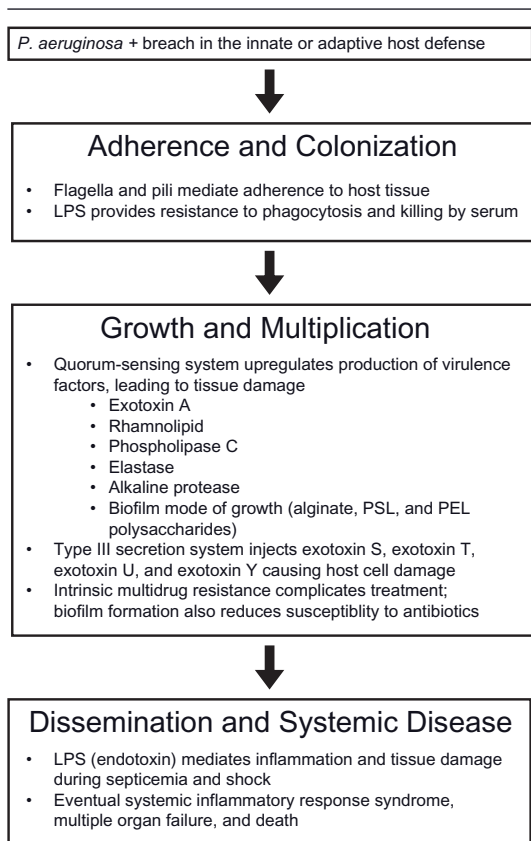 P. aeruginosa + breach in the innate or adaptive host defense
Adherence and Colonization
• Flagella and pili mediate adherence to host tissue
• LPS provides resistance to phagocytosis and killing by serum
Growth and Multiplication
• Quorum-sensing system upregulates production of virulence
factors, leading to tissue damage
• Exotoxin A
• Rhamnolipid
• Phospholipase C
• Elastase
• Alkaline protease
• Biofilm mode of growth (alginate, PSL, and PEL
polysaccharides)
• Type III secretion system injects exotoxin S, exotoxin T,
exotoxin U, and exotoxin Y causing host cell damage
• Intrinsic multidrug resistance complicates treatment;
biofilm formation also reduces susceptiblity to antibiotics
Dissemination and Systemic Disease
• LPS (endotoxin) mediates inflammation and tissue damage
during septicemia and shock
• Eventual systemic inflammatory response syndrome,
multiple organ failure, and death